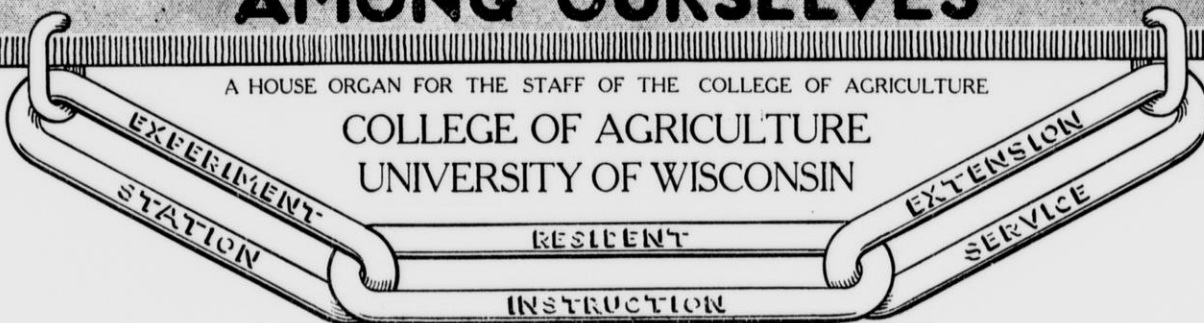 AMONG OURSELVES
A HOUSE ORGAN FOR THE STAFF OF THE COLLEGE OF AGRICULTURE
COLLEGE OF AGRICULTURE
UNIVERSITY OF WISCONSIN
EXPERIMENT
STATION
RESIDENT
INSTRUCTION
EXTENSION
SERVICE